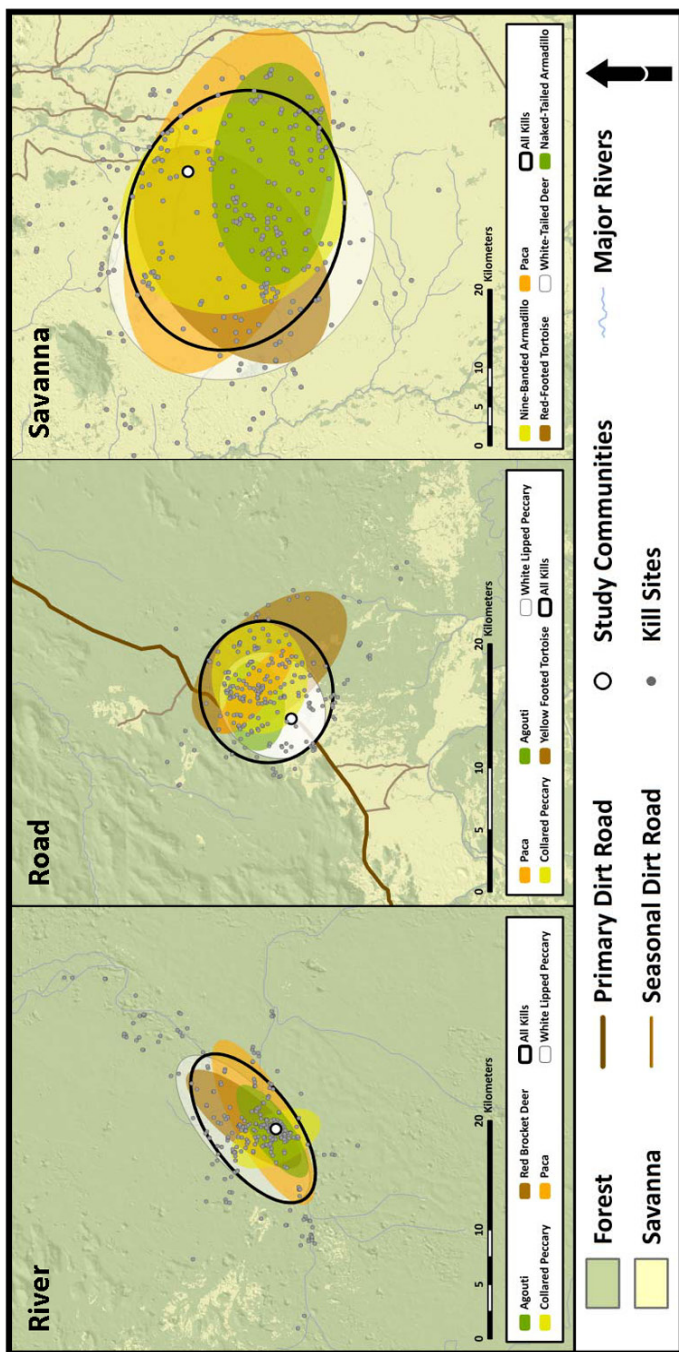 River
0 5 10 20
Kilometers
Agouti Red Brocket Deer All Kills
Collared Peccary Paca White Lipped Peccary
Road
0 5 10 20
Kilometers
Paca Agouti White Lipped Peccary
Collared Peccary Yellow Footed Tortoise All Kills
Savanna
0 5 10 20
Kilometers
Nine-Banded Armadillo Paca All Kills
Red-Footed Tortoise White-Tailed Deer Naked-Tailed Armadillo
Forest Primary Dirt Road Study Communities Major Rivers
Savanna Seasonal Dirt Road Kill Sites